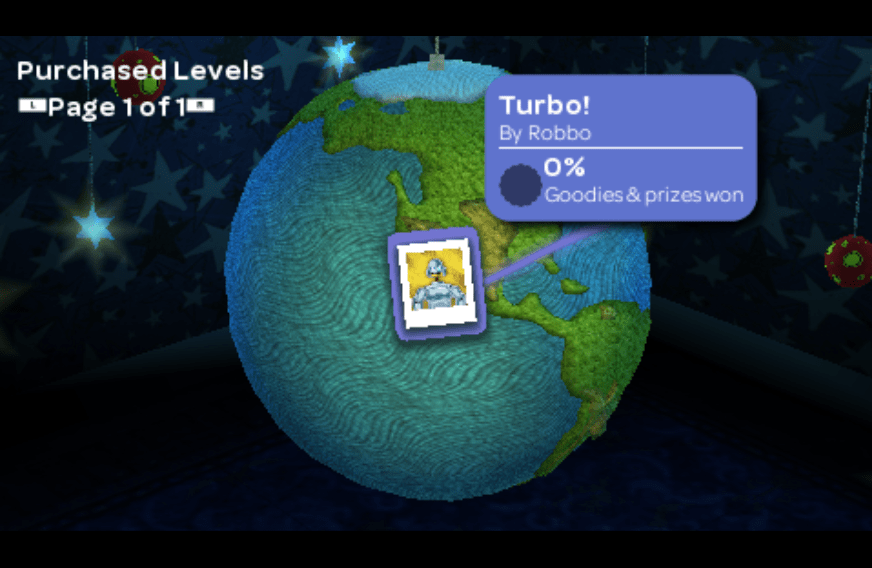 Purchased Levels
L Page 1 of 1 R
Turbo!
By Robbo
0%
Goodies & prizes won